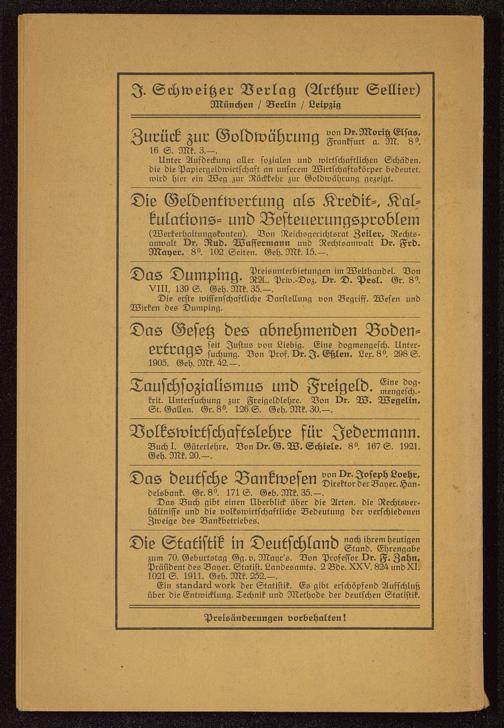 J. Schweitzer Verlag (Arthur Sellier)
München / Berlin / Leipzig
Zurück zur Goldwährung von Dr. Moritz Elsas,
Frankfurt a. M. 8⁰.
16 S. Mk. 3.—.
Unter Aufdeckung aller sozialen und wirtschaftlichen Schäden,
die die Papiergeldwirtschaft an unserem Wirtschaftskörper bedeutet,
wird hier ein Weg zur Rückkehr zur Goldwährung gezeigt.
Die Geldentwertung als Kredit-, Kal-
kulations- und Besteuerungsproblem
(Werkerhaltungskonten). Von Reichsgerichtsrat Zeiler, Rechts-
anwalt Dr. Rud. Wassermann und Rechtsanwalt Dr. Frd.
Mayer. 8⁰. 102 Seiten. Geh. Mk. 15.—.
Das Dumping. Preisunterbietungen im Welthandel. Von
RA., Priv.-Doz. Dr. D. Pesl. Gr. 8⁰.
VIII, 139 S. Geh. Mk. 35.—.
Die erste wissenschaftliche Darstellung von Begriff, Wesen und
Wirken des Dumping.
Das Gesetz des abnehmenden Boden-
ertrags seit Justus von Liebig. Eine dogmengesch. Unter-
suchung. Von Prof. Dr. J. Eßlen. Lex. 8⁰. 298 S.
1905. Geh. Mk. 42.—.
Tauschsozialismus und Freigeld. Eine dog-
mengesch.-
krit. Untersuchung zur Freigeldlehre. Von Dr. W. Wegelin,
St. Gallen. Gr. 8⁰. 126 S. Geh. Mk. 30.—.
Volkswirtschaftslehre für Jedermann.
Buch I. Güterlehre. Von Dr. G. W. Schiele. 8⁰. 167 S. 1921.
Geh. Mk. 20.—.
Das deutsche Bankwesen von Dr. Joseph Loehr,
Direktor der Bayer. Han-
delsbank. Gr. 8⁰. 171 S. Geh. Mk. 35.—.
Das Buch gibt einen Überblick über die Arten, die Rechtsver-
hältnisse und die volkswirtschaftliche Bedeutung der verschiedenen
Zweige des Bankbetriebes.
Die Statistik in Deutschland nach ihrem heutigen
Stand. Ehrengabe
zum 70. Geburtstag Gg. v. Mayr's. Von Professor Dr. F. Zahn,
Präsident des Bayer. Statist. Landesamts. 2 Bde. XXV, 824 und XI,
1021 S. 1911. Geh. Mk. 252.—.
Ein standard work der Statistik. Es gibt erschöpfend Aufschluß
über die Entwicklung, Technik und Methode der deutschen Statistik.
Preisänderungen vorbehalten!